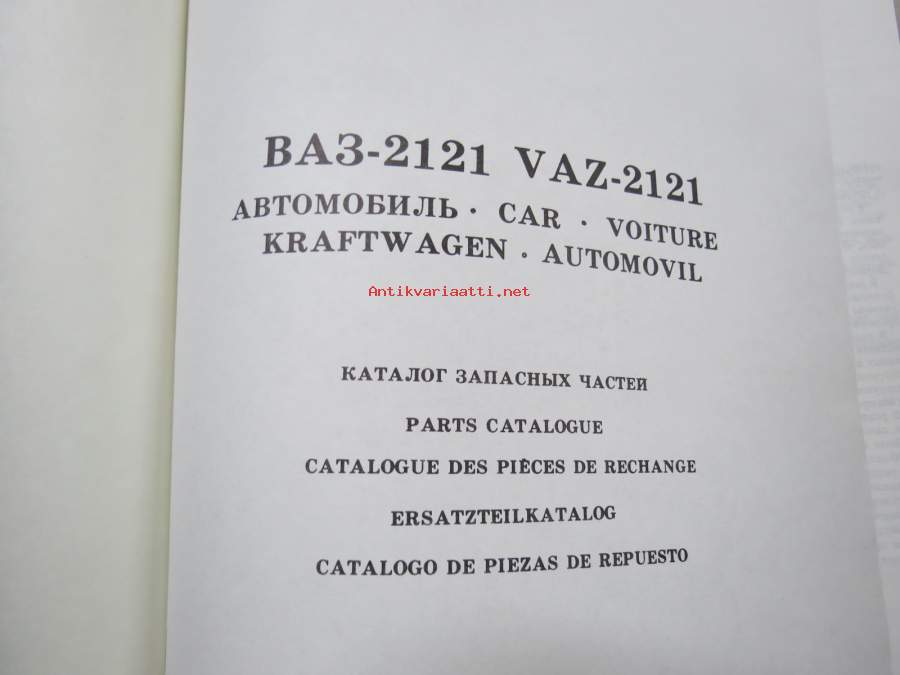 ВАЗ-2121 VAZ-2121
АВТОМОБИЛЬ · CAR · VOITURE
KRAFTWAGEN · AUTOMOVIL
Antikvariaatti.net
КАТАЛОГ ЗАПАСНЫХ ЧАСТЕЙ
PARTS CATALOGUE
CATALOGUE DES PIÈCES DE RECHANGE
ERSATZTEILKATALOG
CATALOGO DE PIEZAS DE REPUESTO